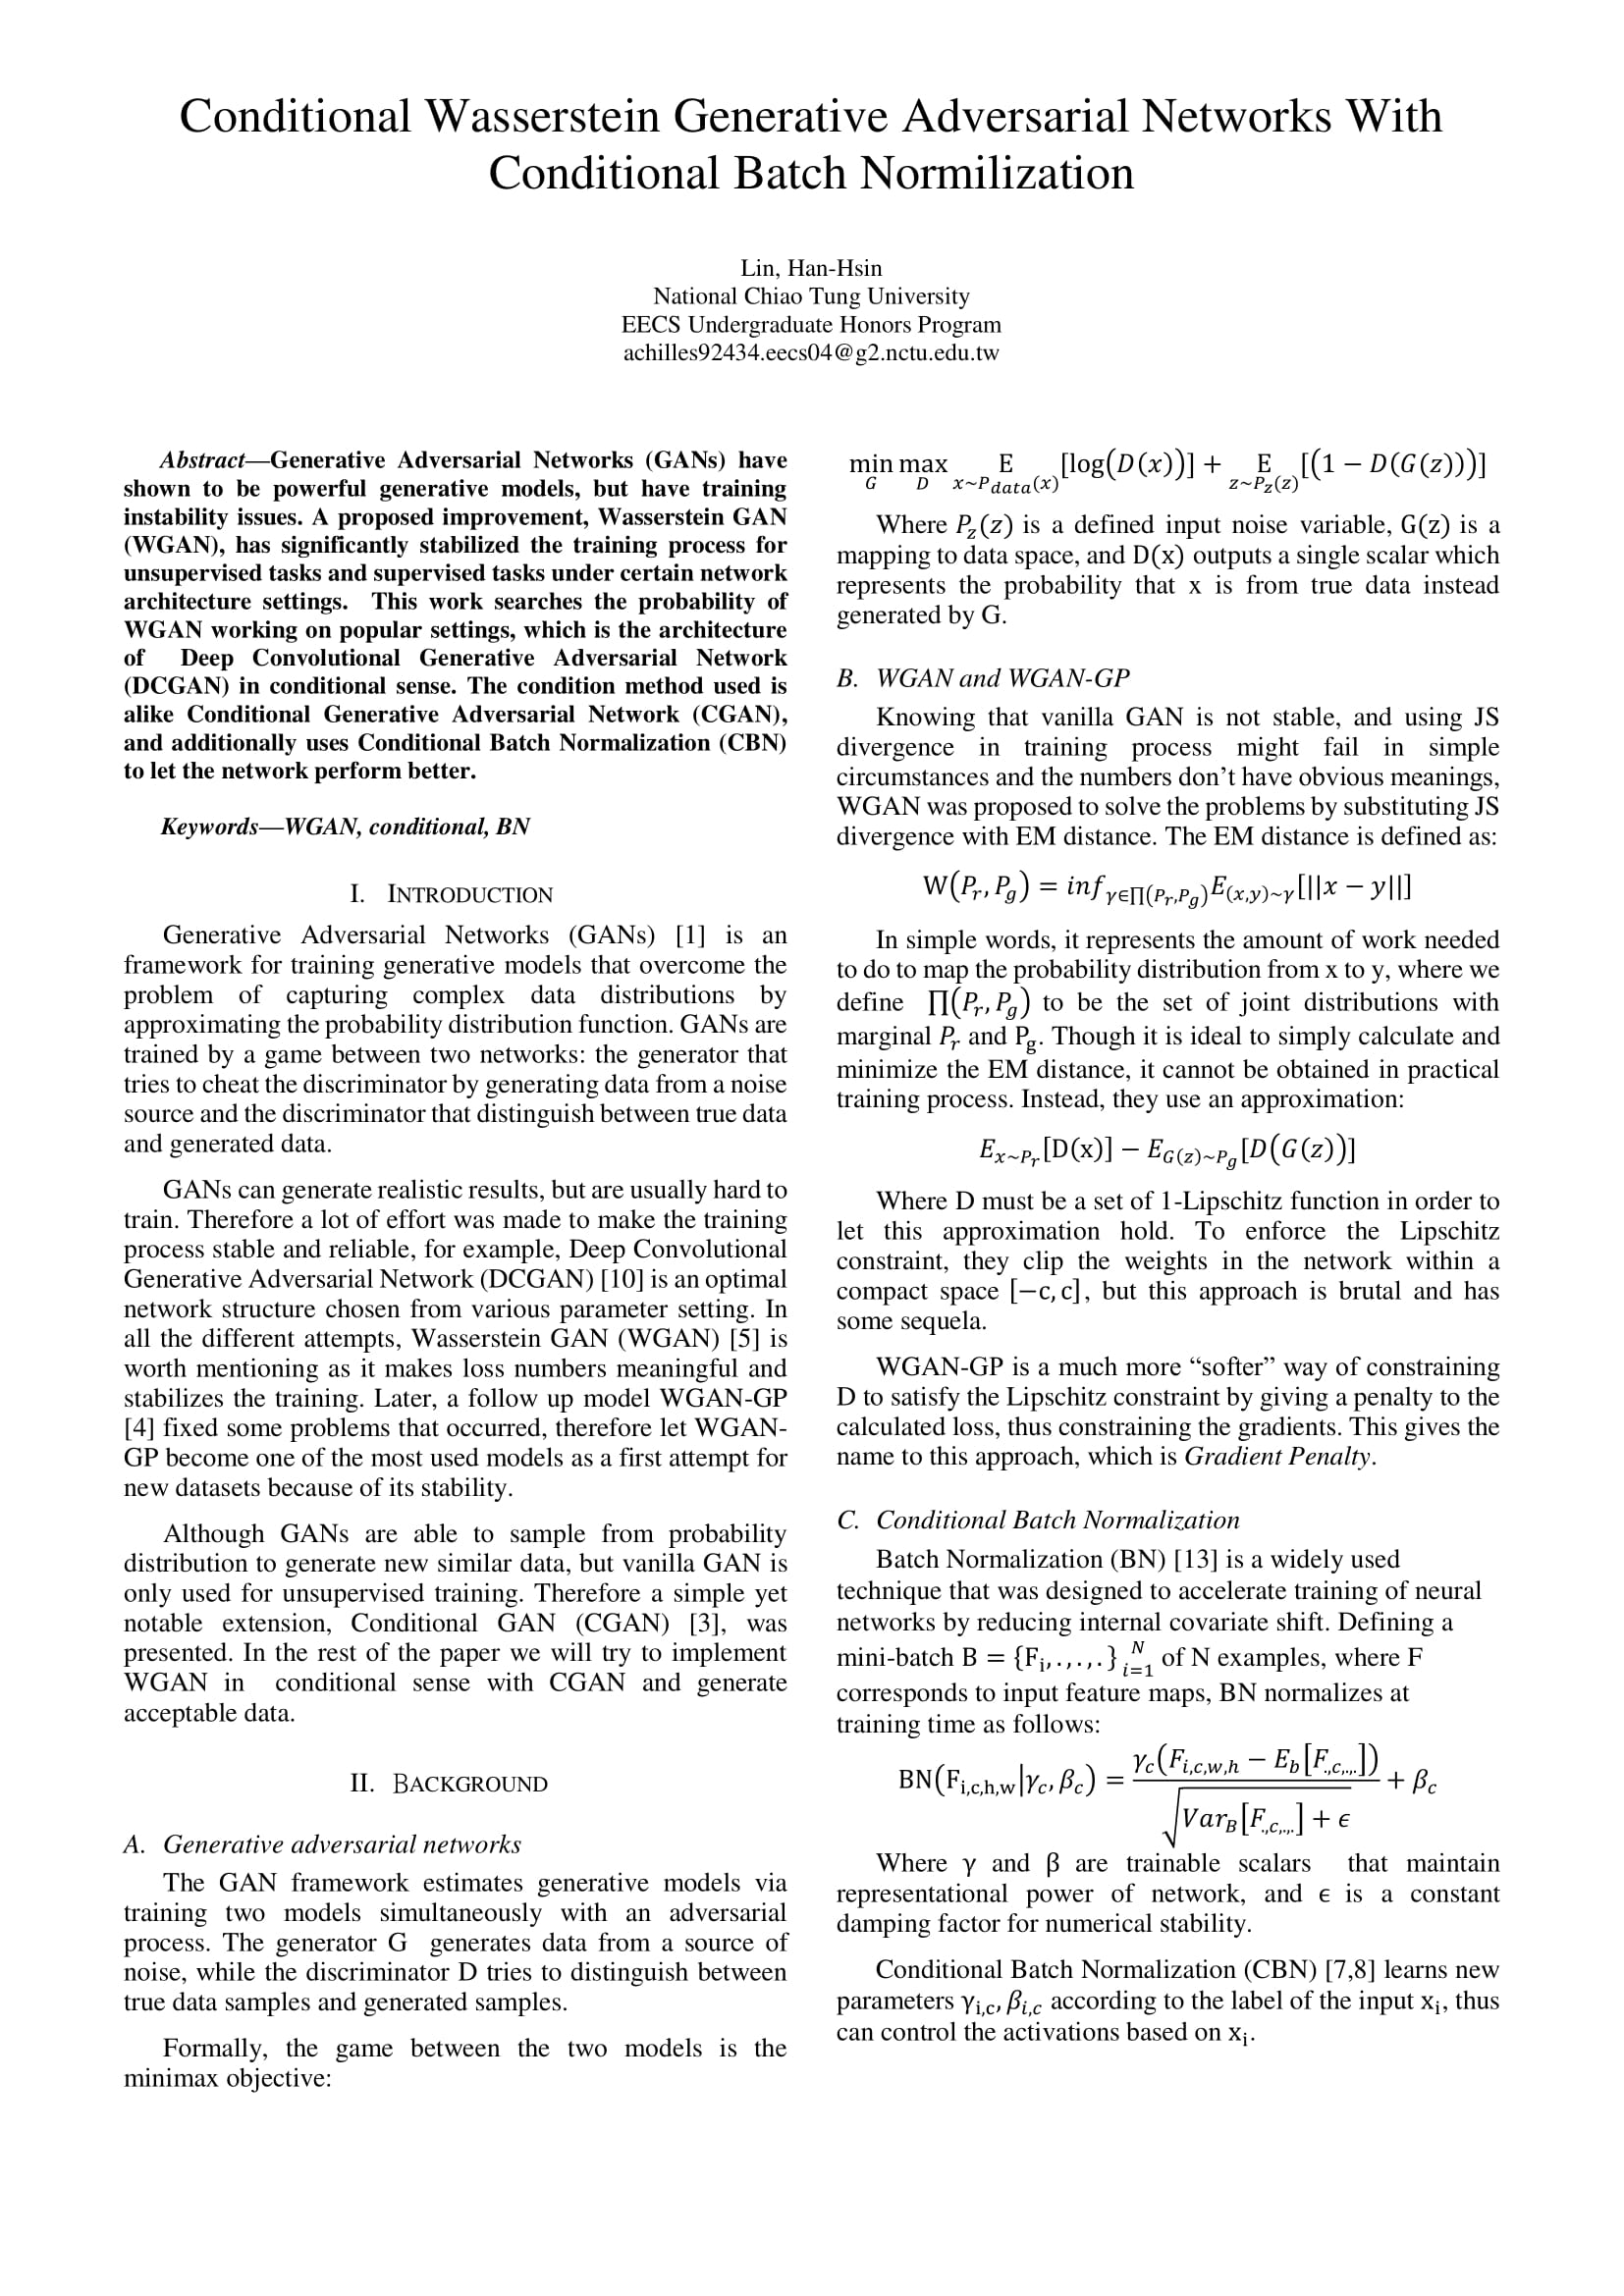 Conditional Wasserstein Generative Adversarial Networks With
Conditional Batch Normilization
Lin, Han-Hsin
National Chiao Tung University
EECS Undergraduate Honors Program
achilles92434.eecs04@g2.nctu.edu.tw
Abstract—Generative Adversarial Networks (GANs) have
shown to be powerful generative models, but have training
instability issues. A proposed improvement, Wasserstein GAN
(WGAN), has significantly stabilized the training process for
unsupervised tasks and supervised tasks under certain network
architecture settings. This work searches the probability of
WGAN working on popular settings, which is the architecture
of Deep Convolutional Generative Adversarial Network
(DCGAN) in conditional sense. The condition method used is
alike Conditional Generative Adversarial Network (CGAN),
and additionally uses Conditional Batch Normalization (CBN)
to let the network perform better.
Keywords—WGAN, conditional, BN
I. INTRODUCTION
Generative Adversarial Networks (GANs) [1] is an
framework for training generative models that overcome the
problem of capturing complex data distributions by
approximating the probability distribution function. GANs are
trained by a game between two networks: the generator that
tries to cheat the discriminator by generating data from a noise
source and the discriminator that distinguish between true data
and generated data.
GANs can generate realistic results, but are usually hard to
train. Therefore a lot of effort was made to make the training
process stable and reliable, for example, Deep Convolutional
Generative Adversarial Network (DCGAN) [10] is an optimal
network structure chosen from various parameter setting. In
all the different attempts, Wasserstein GAN (WGAN) [5] is
worth mentioning as it makes loss numbers meaningful and
stabilizes the training. Later, a follow up model WGAN-GP
[4] fixed some problems that occurred, therefore let WGAN-
GP become one of the most used models as a first attempt for
new datasets because of its stability.
Although GANs are able to sample from probability
distribution to generate new similar data, but vanilla GAN is
only used for unsupervised training. Therefore a simple yet
notable extension, Conditional GAN (CGAN) [3], was
presented. In the rest of the paper we will try to implement
WGAN in conditional sense with CGAN and generate
acceptable data.
II. BACKGROUND
A. Generative adversarial networks
The GAN framework estimates generative models via
training two models simultaneously with an adversarial
process. The generator G generates data from a source of
noise, while the discriminator D tries to distinguish between
true data samples and generated samples.
Formally, the game between the two models is the
minimax objective:
min_G max_D E_{x~P_data(x)}[log(D(x))] + E_{z~P_z(z)}[(1 − D(G(z)))]
Where P_z(z) is a defined input noise variable, G(z) is a
mapping to data space, and D(x) outputs a single scalar which
represents the probability that x is from true data instead
generated by G.
B. WGAN and WGAN-GP
Knowing that vanilla GAN is not stable, and using JS
divergence in training process might fail in simple
circumstances and the numbers don’t have obvious meanings,
WGAN was proposed to solve the problems by substituting JS
divergence with EM distance. The EM distance is defined as:
W(P_r, P_g) = inf_{γ∈∏(P_r,P_g)} E_{(x,y)~γ}[||x − y||]
In simple words, it represents the amount of work needed
to do to map the probability distribution from x to y, where we
define ∏(P_r, P_g) to be the set of joint distributions with
marginal P_r and P_g. Though it is ideal to simply calculate and
minimize the EM distance, it cannot be obtained in practical
training process. Instead, they use an approximation:
E_{x~P_r}[D(x)] − E_{G(z)~P_g}[D(G(z))]
Where D must be a set of 1-Lipschitz function in order to
let this approximation hold. To enforce the Lipschitz
constraint, they clip the weights in the network within a
compact space [−c, c], but this approach is brutal and has
some sequela.
WGAN-GP is a much more “softer” way of constraining
D to satisfy the Lipschitz constraint by giving a penalty to the
calculated loss, thus constraining the gradients. This gives the
name to this approach, which is Gradient Penalty.
C. Conditional Batch Normalization
Batch Normalization (BN) [13] is a widely used
technique that was designed to accelerate training of neural
networks by reducing internal covariate shift. Defining a
mini-batch B = {F_i, . , . , . }_{i=1}^N of N examples, where F
corresponds to input feature maps, BN normalizes at
training time as follows:
BN(F_{i,c,h,w}|γ_c, β_c) = γ_c(F_{i,c,w,h} − E_b[F_{.,c,.,.}]) / √(Var_B[F_{.,c,.,.}] + ϵ) + β_c
Where γ and β are trainable scalars that maintain
representational power of network, and ϵ is a constant
damping factor for numerical stability.
Conditional Batch Normalization (CBN) [7,8] learns new
parameters γ_{i,c}, β_{i,c} according to the label of the input x_i, thus
can control the activations based on x_i.